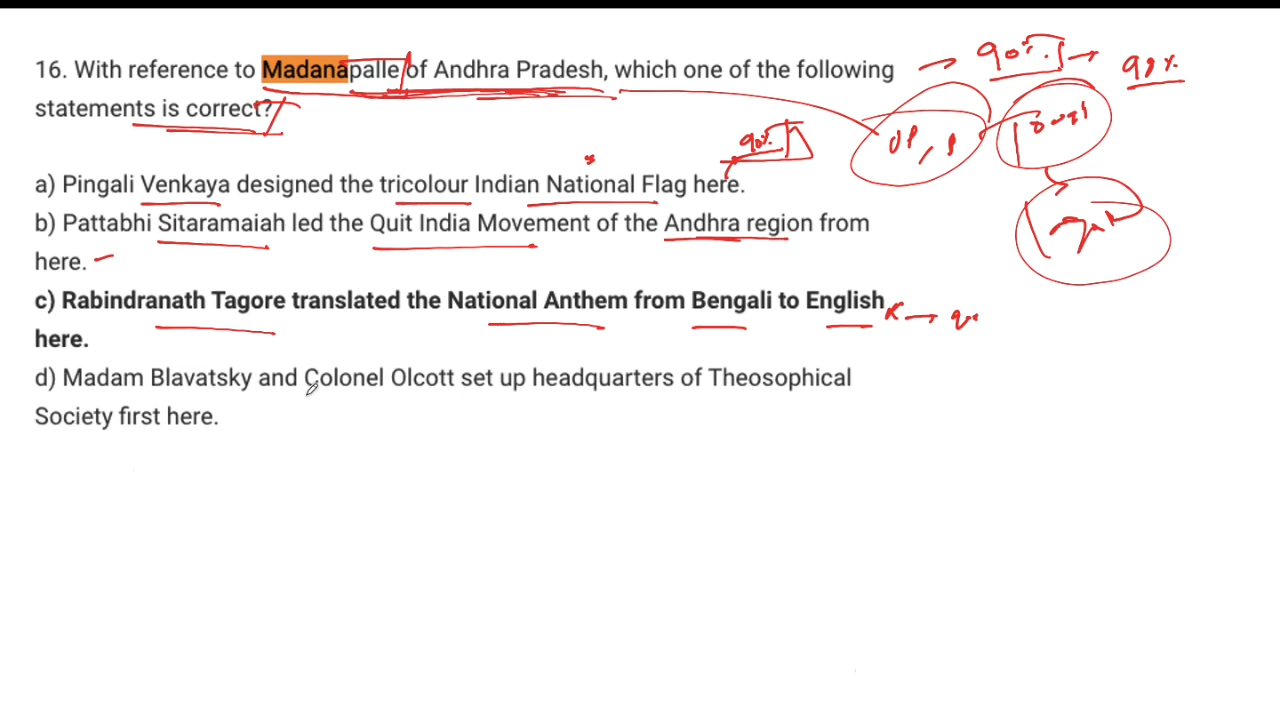 16. With reference to Madanapalle of Andhra Pradesh, which one of the following
statements is correct?
a) Pingali Venkaya designed the tricolour Indian National Flag here.
b) Pattabhi Sitaramaiah led the Quit India Movement of the Andhra region from
here.
c) Rabindranath Tagore translated the National Anthem from Bengali to English
here.
d) Madam Blavatsky and Colonel Olcott set up headquarters of Theosophical
Society first here.
90%
90%